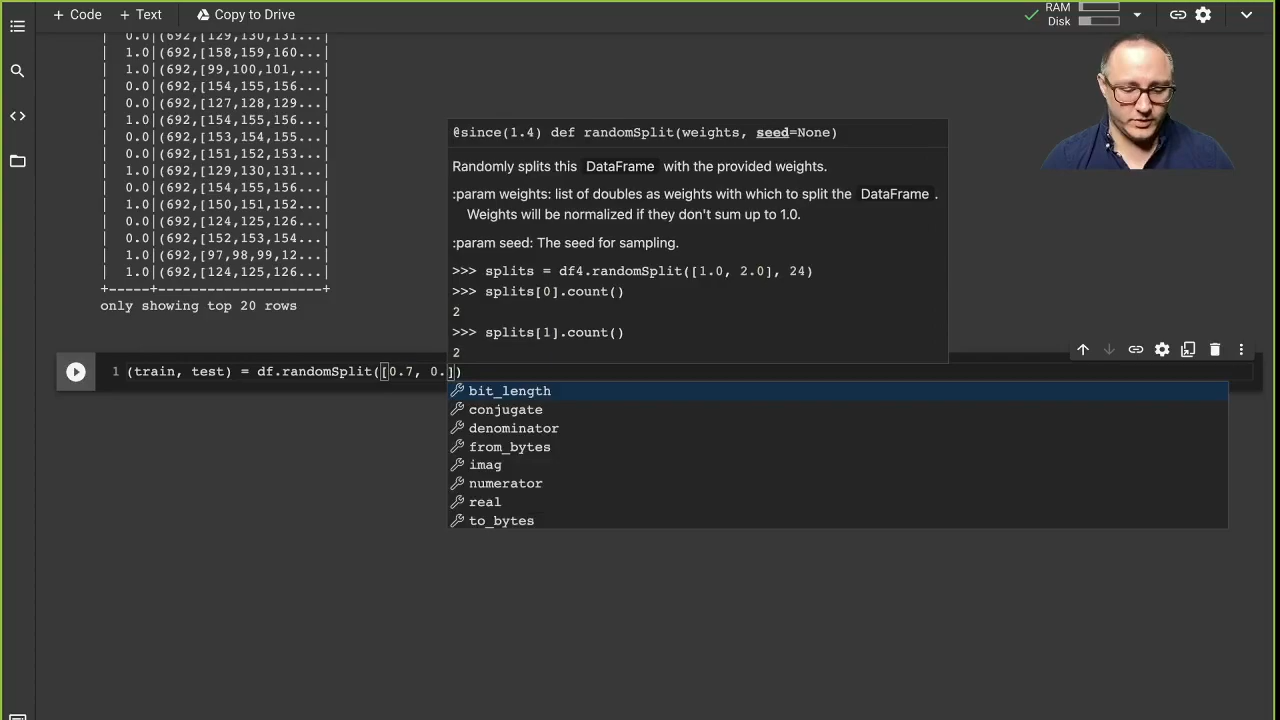 + Code + Text Copy to Drive RAM
Disk
| 0.0|(692,[129,130,131...|
| 1.0|(692,[158,159,160...|
| 1.0|(692,[99,100,101,...|
| 0.0|(692,[154,155,156...|
| 0.0|(692,[127,128,129...|
| 1.0|(692,[154,155,156...|
| 0.0|(692,[153,154,155...|
| 0.0|(692,[151,152,153...|
| 1.0|(692,[129,130,131...|
| 0.0|(692,[154,155,156...|
| 1.0|(692,[150,151,152...|
| 0.0|(692,[124,125,126...|
| 0.0|(692,[152,153,154...|
| 1.0|(692,[97,98,99,12...|
| 1.0|(692,[124,125,126...|
+-----+--------------------+
only showing top 20 rows
@since(1.4) def randomSplit(weights, seed=None)
Randomly splits this DataFrame with the provided weights.
:param weights: list of doubles as weights with which to split the DataFrame .
Weights will be normalized if they don't sum up to 1.0.
:param seed: The seed for sampling.
>>> splits = df4.randomSplit([1.0, 2.0], 24)
>>> splits[0].count()
2
>>> splits[1].count()
2
1 (train, test) = df.randomSplit([0.7, 0.])
bit_length
conjugate
denominator
from_bytes
imag
numerator
real
to_bytes